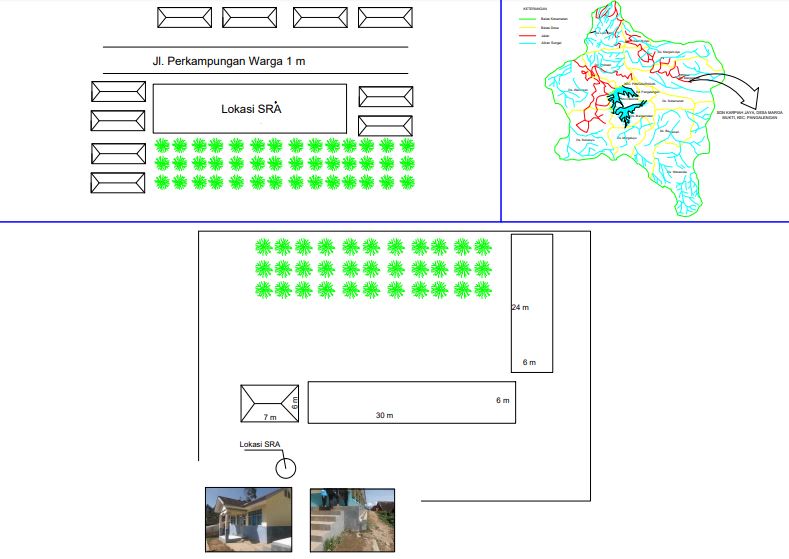 Jl. Perkampungan Warga 1 m
Lokasi SRA
KETERANGAN
Batas Kecamatan
Batas Desa
Jalan
Aliran Sungai
SDN KARPIAH JAYA, DESA MARGA
MUKTI, KEC. PANGALENGAN
24 m
6 m
6 m
7 m
30 m
6 m
Lokasi SRA